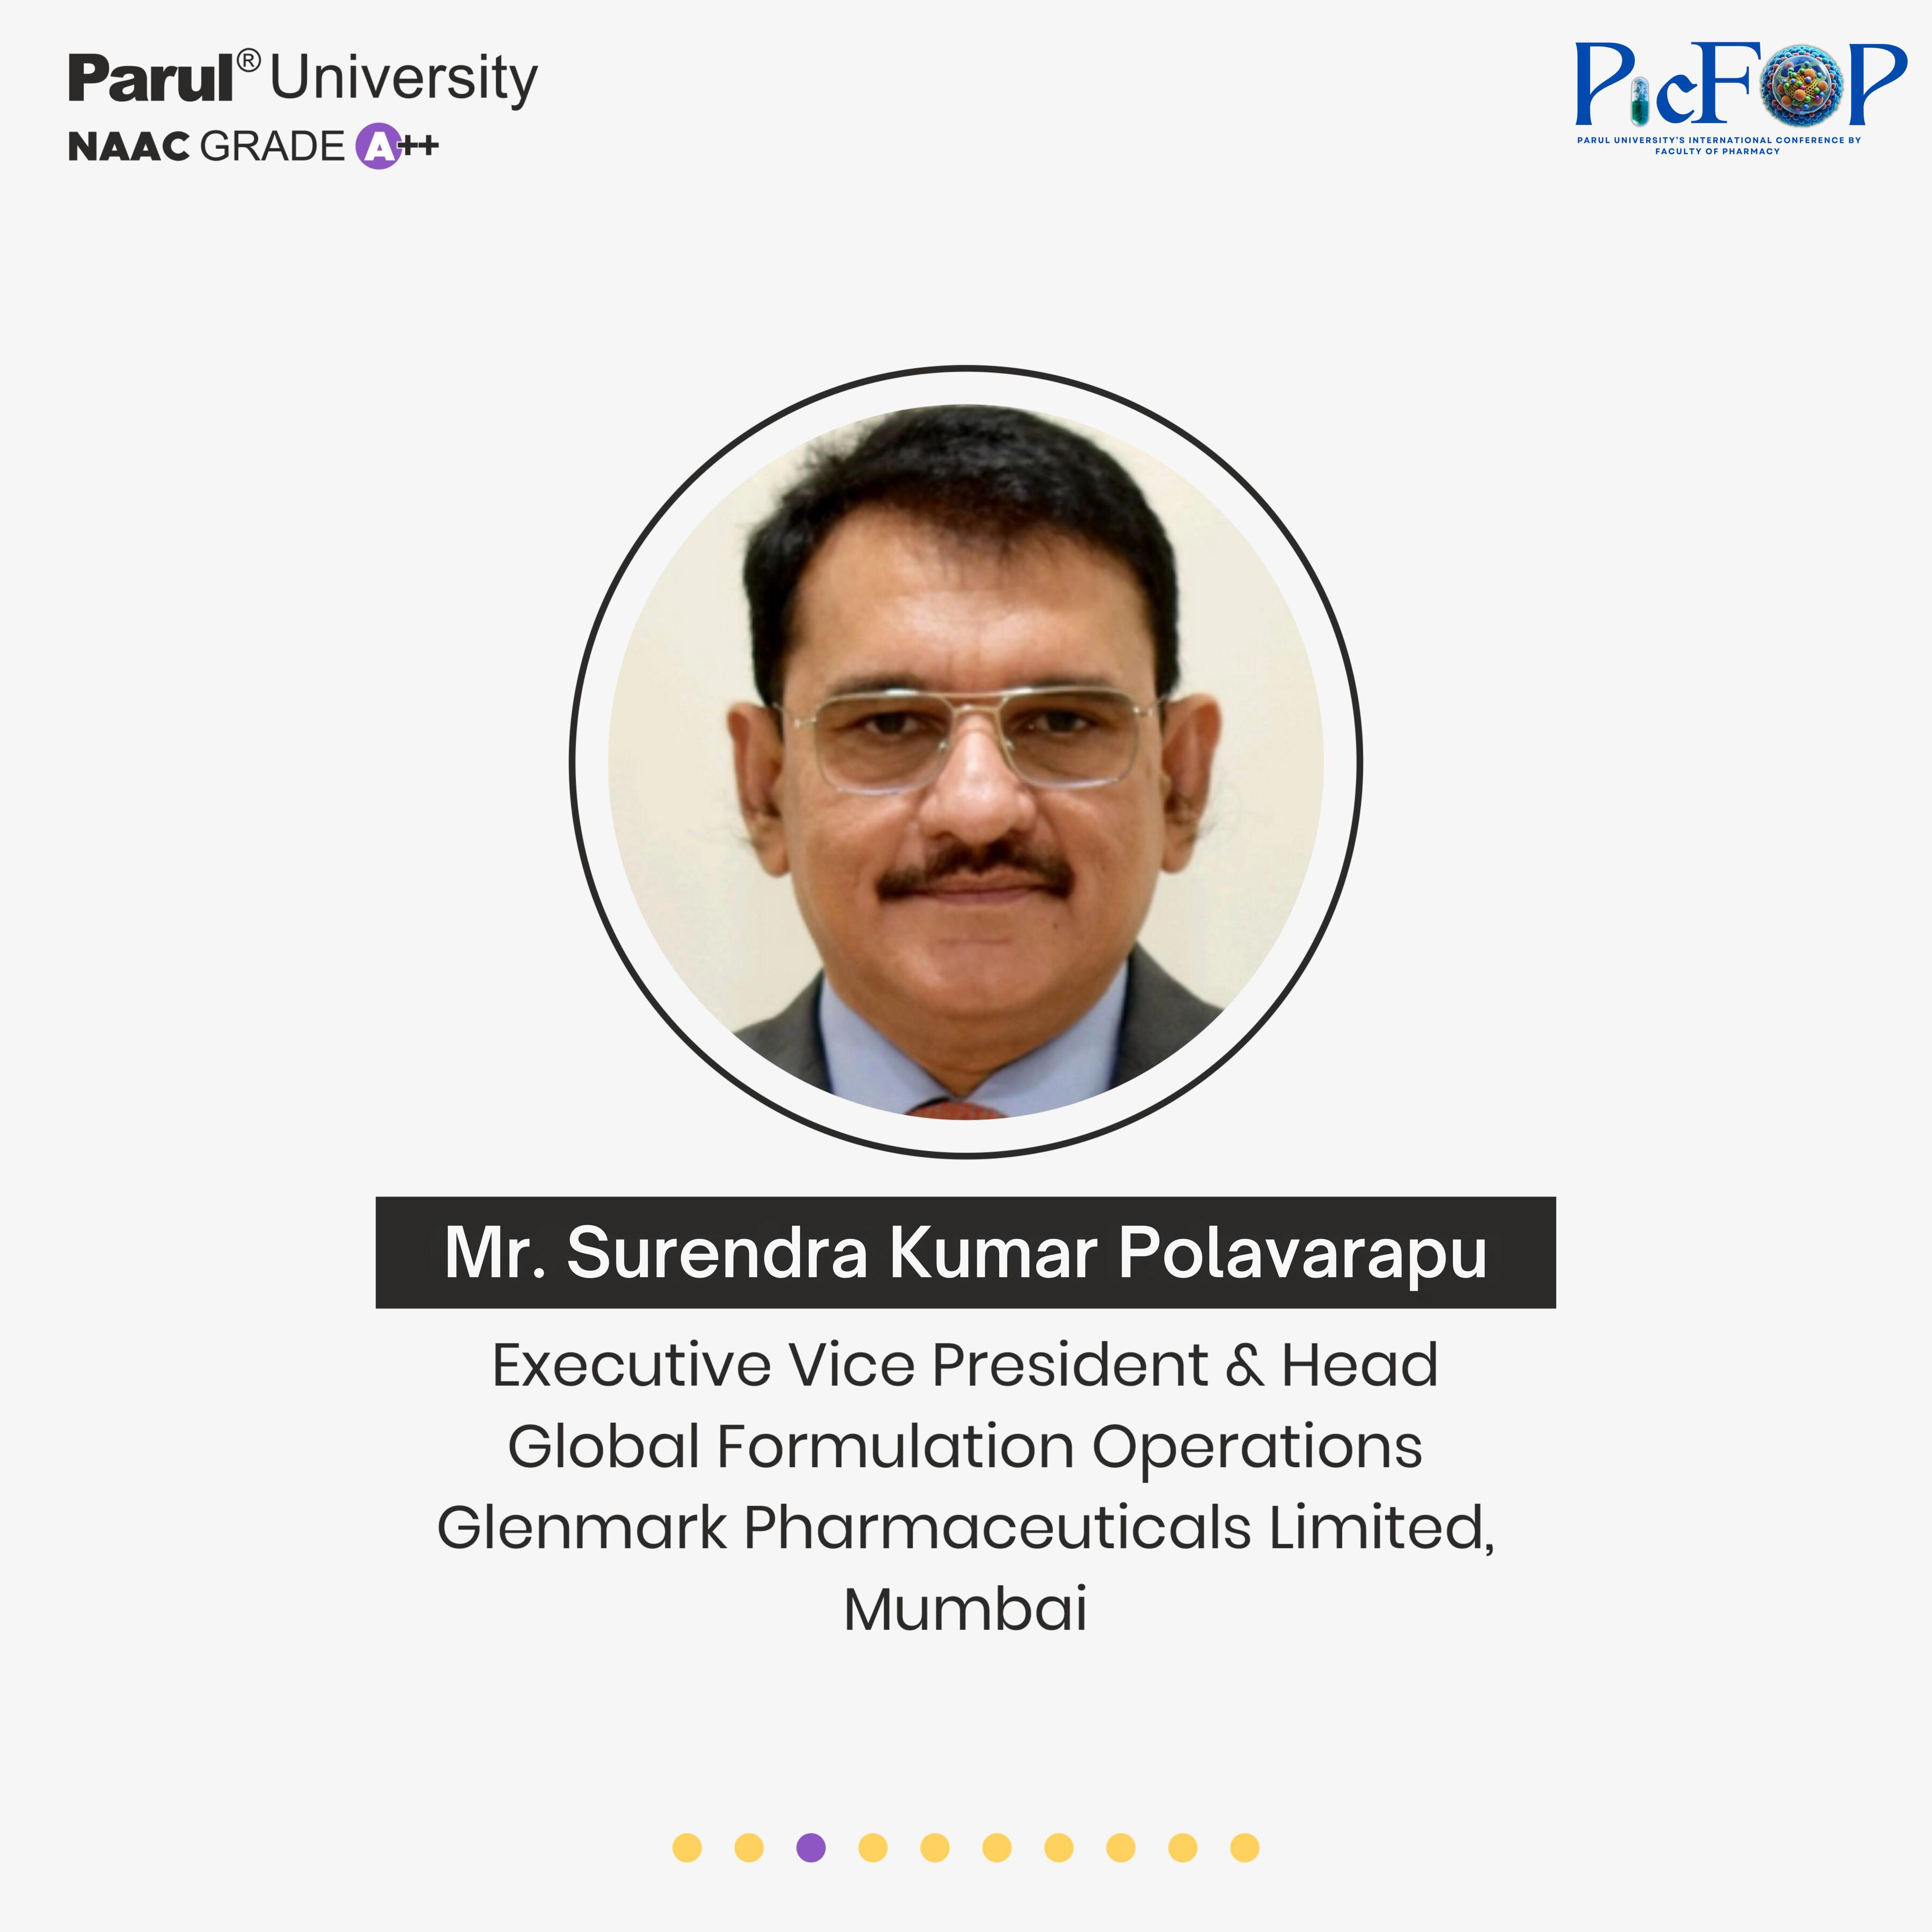 Parul® University
NAAC GRADE A++
PicFOP
PARUL UNIVERSITY'S INTERNATIONAL CONFERENCE BY
FACULTY OF PHARMACY
Mr. Surendra Kumar Polavarapu
Executive Vice President & Head
Global Formulation Operations
Glenmark Pharmaceuticals Limited,
Mumbai